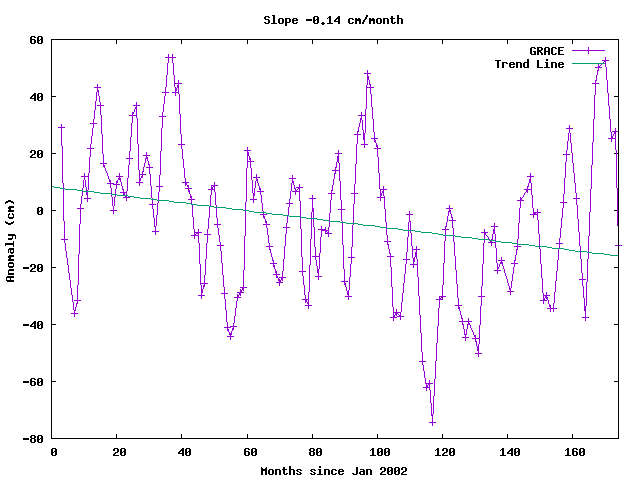 Slope -0.14 cm/month
GRACE
Trend Line
60
40
20
0
-20
-40
-60
-80
Anomaly (cm)
0 20 40 60 80 100 120 140 160
Months since Jan 2002